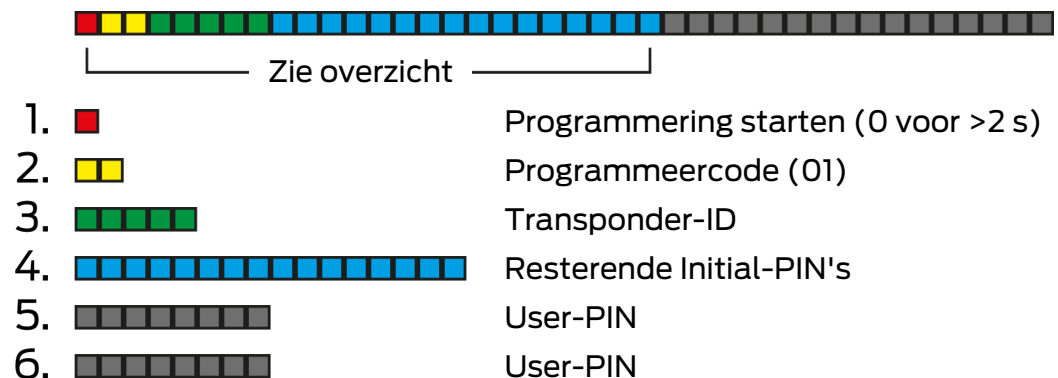 Zie overzicht
1. Programmering starten (0 voor >2 s)
2. Programmeercode (01)
3. Transponder-ID
4. Resterende Initial-PIN's
5. User-PIN
6. User-PIN